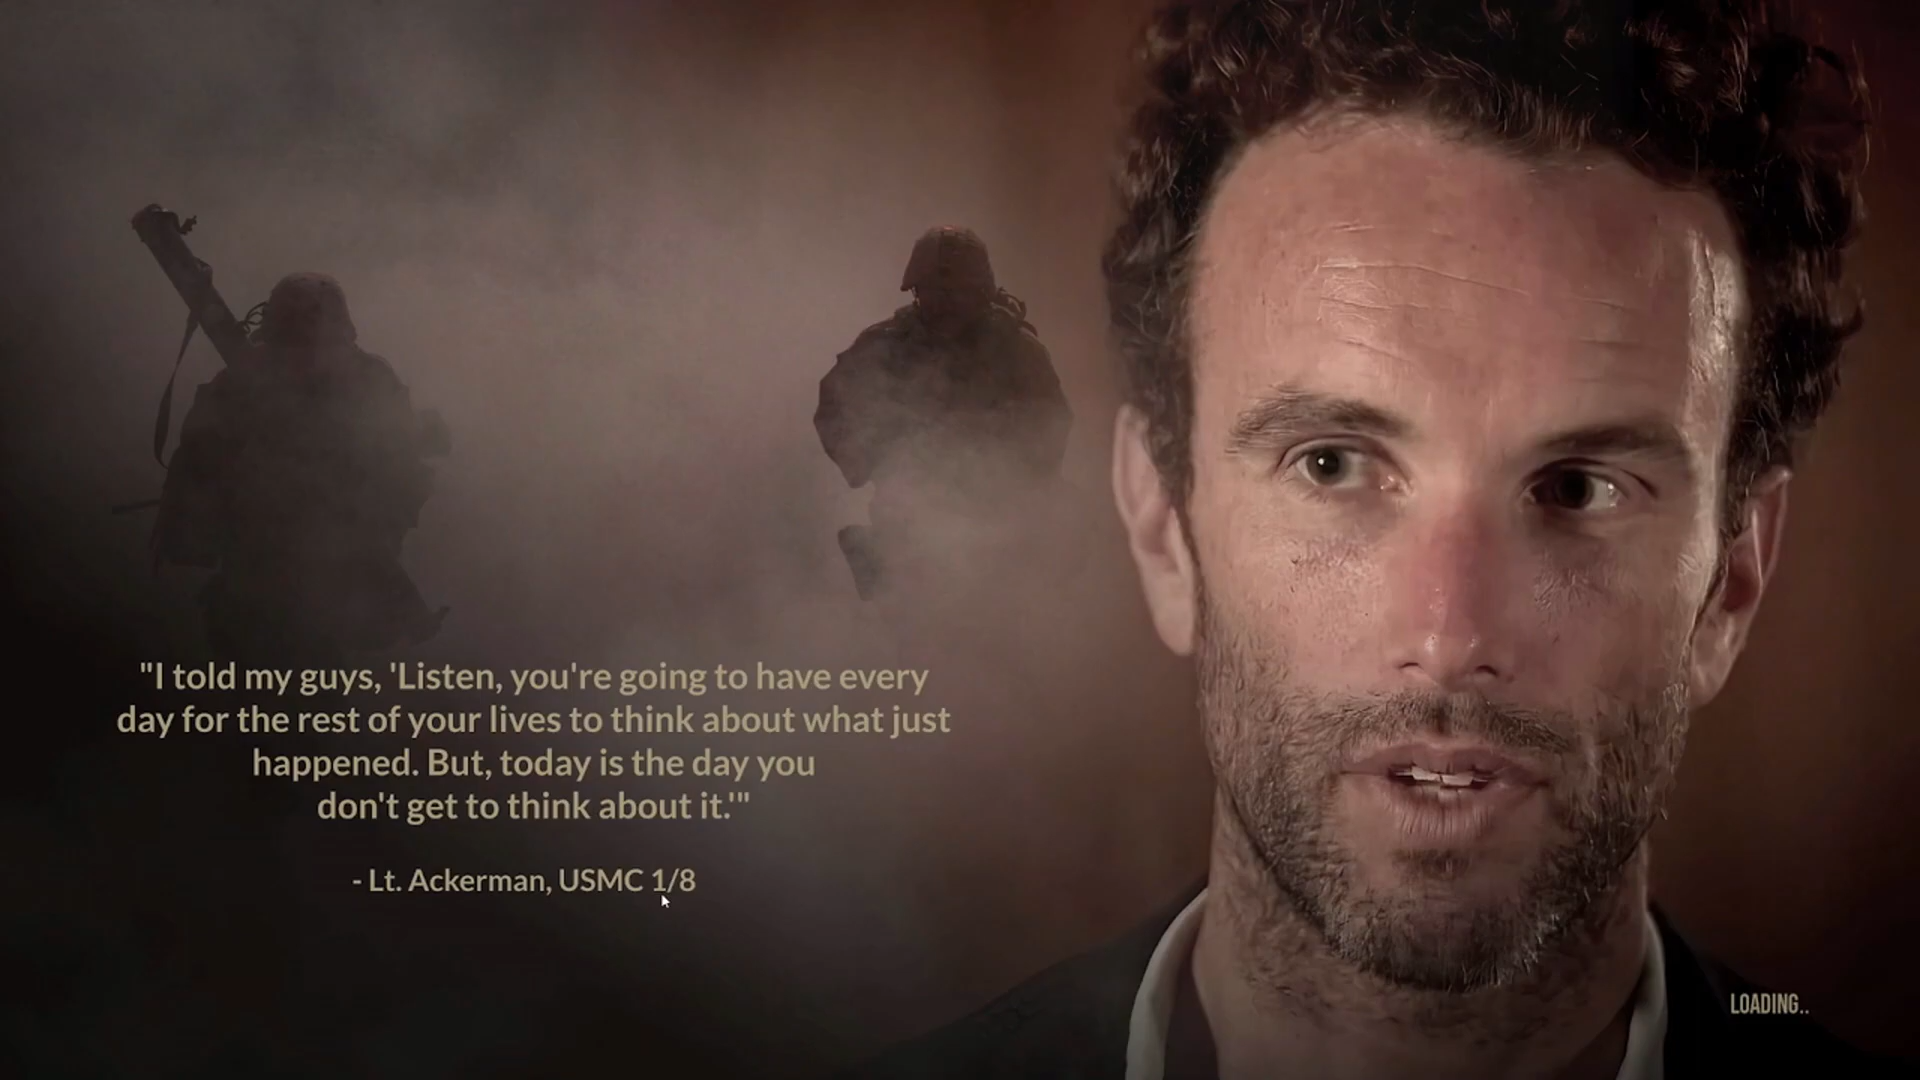 "I told my guys, 'Listen, you're going to have every
day for the rest of your lives to think about what just
happened. But, today is the day you
don't get to think about it.'"
- Lt. Ackerman, USMC 1/8
LOADING..